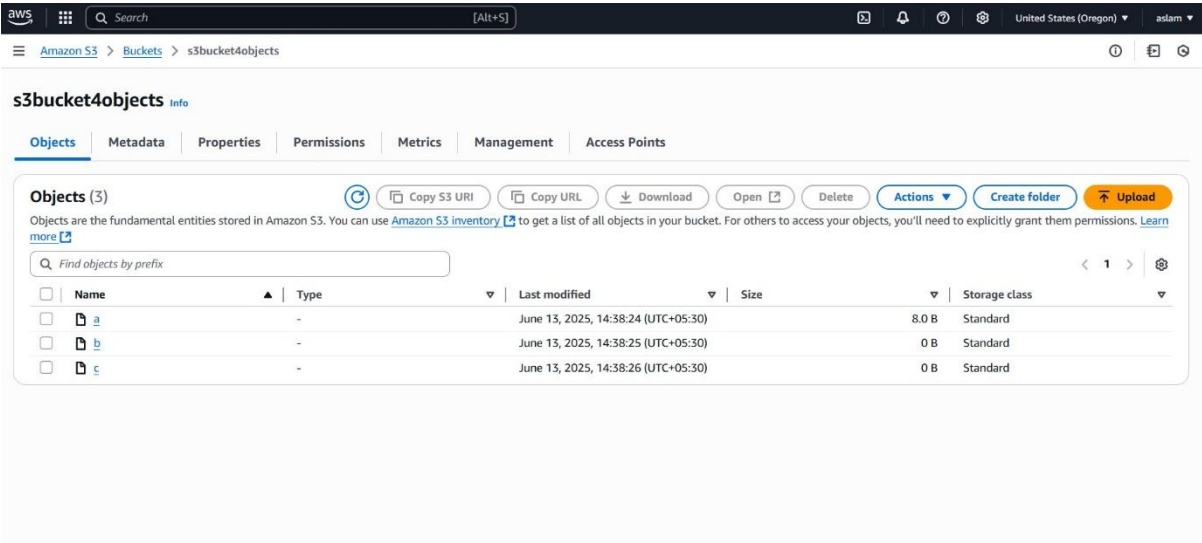 aws Search [Alt+S] United States (Oregon) ▼ aslam ▼
Amazon S3 > Buckets > s3bucket4objects
s3bucket4objects Info
Objects Metadata Properties Permissions Metrics Management Access Points
Objects (3) Copy S3 URI Copy URL Download Open Delete Actions ▼ Create folder Upload
Objects are the fundamental entities stored in Amazon S3. You can use Amazon S3 inventory to get a list of all objects in your bucket. For others to access your objects, you'll need to explicitly grant them permissions. Learn
more
Find objects by prefix < 1 >
Name ▲ Type Last modified Size Storage class
a - June 13, 2025, 14:38:24 (UTC+05:30) 8.0 B Standard
b - June 13, 2025, 14:38:25 (UTC+05:30) 0 B Standard
c - June 13, 2025, 14:38:26 (UTC+05:30) 0 B Standard